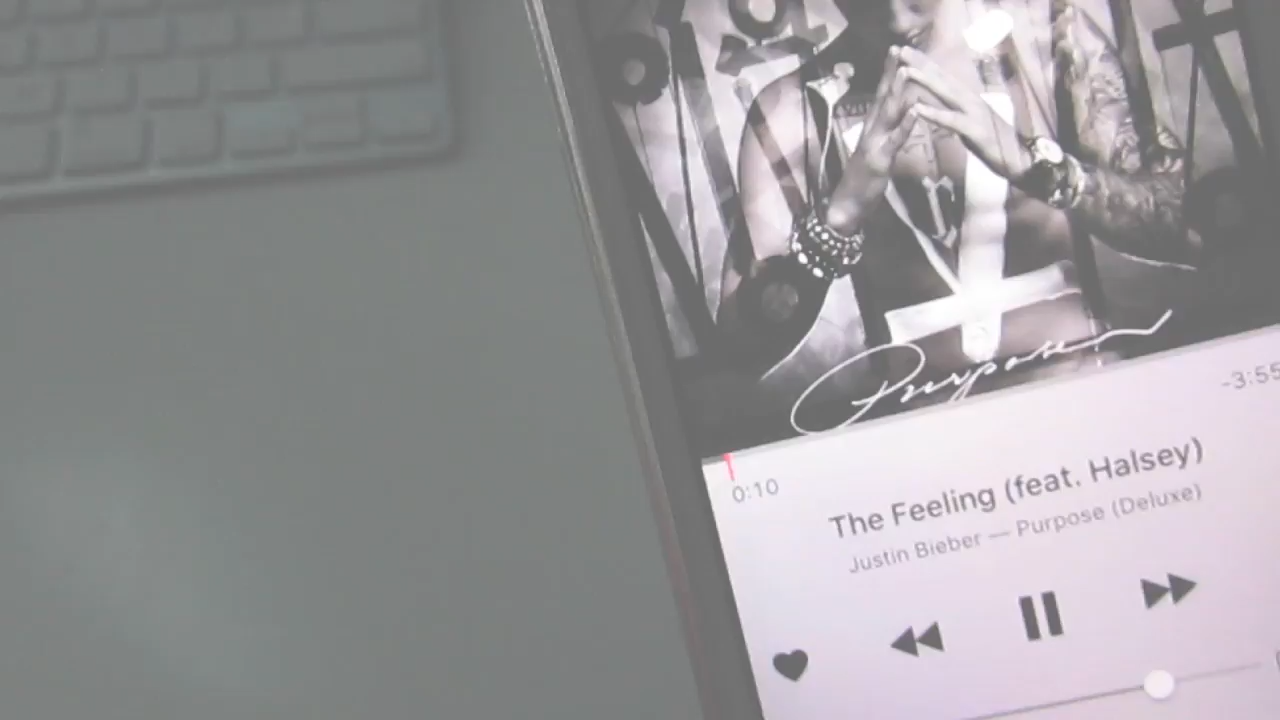 Purpose
-3:55
0:10
The Feeling (feat. Halsey)
Justin Bieber — Purpose (Deluxe)